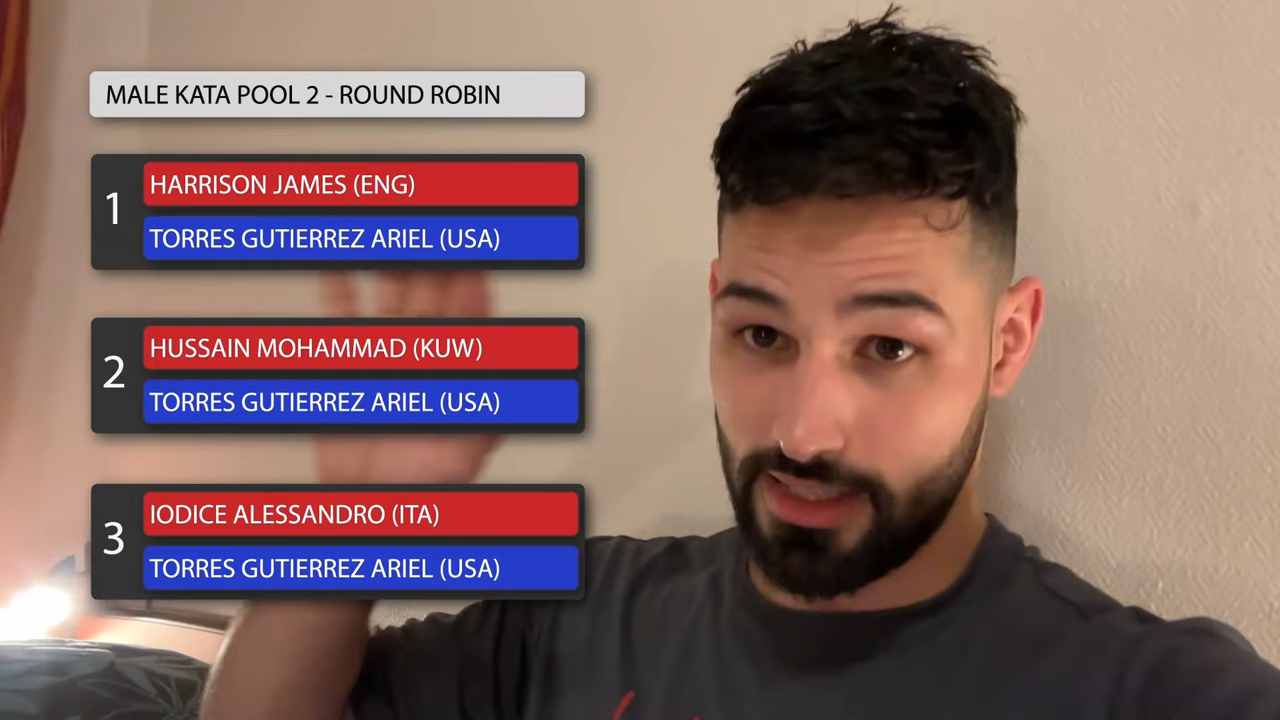 MALE KATA POOL 2 - ROUND ROBIN
1
HARRISON JAMES (ENG)
TORRES GUTIERREZ ARIEL (USA)
2
HUSSAIN MOHAMMAD (KUW)
TORRES GUTIERREZ ARIEL (USA)
3
IODICE ALESSANDRO (ITA)
TORRES GUTIERREZ ARIEL (USA)